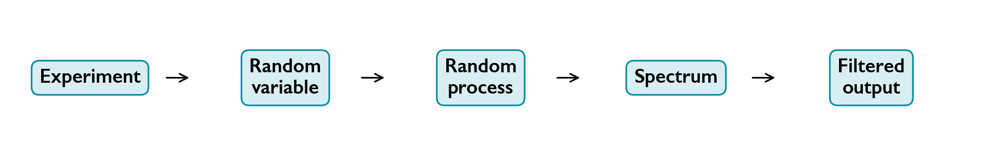 Experiment
Random
variable
Random
process
Spectrum
Filtered
output